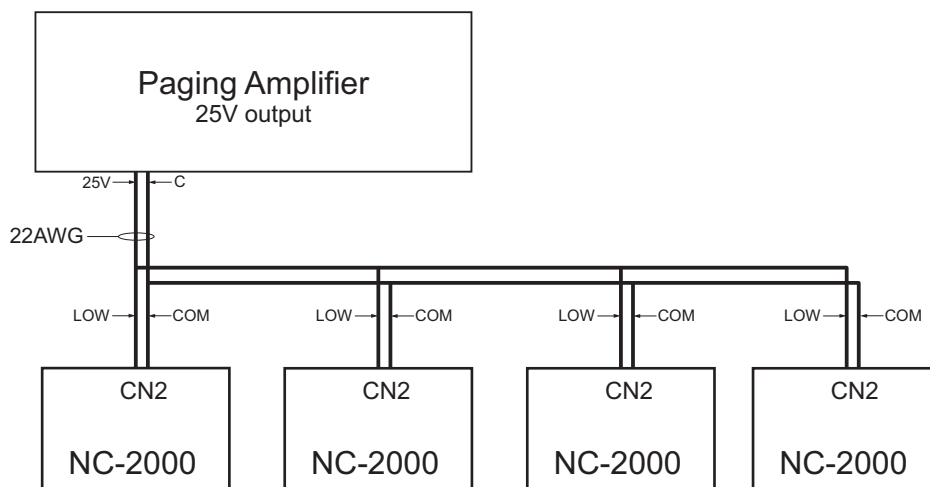 Paging Amplifier
25V output
25V C
22AWG
LOW COM LOW COM LOW COM LOW COM
CN2 CN2 CN2 CN2
NC-2000 NC-2000 NC-2000 NC-2000